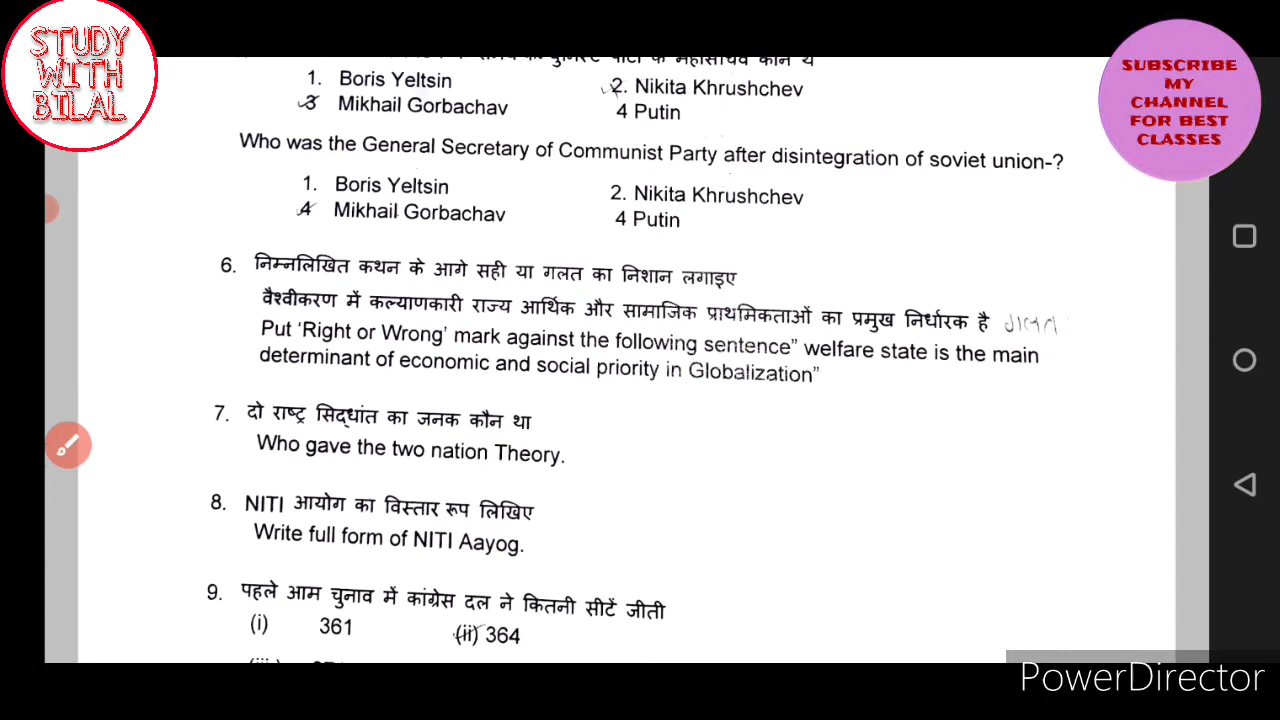 STUDY
WITH
BILAL
SUBSCRIBE
MY
CHANNEL
FOR BEST
CLASSES
महासचिव कौन थे
1. Boris Yeltsin 2. Nikita Khrushchev
3 Mikhail Gorbachav 4 Putin
Who was the General Secretary of Communist Party after disintegration of soviet union-?
1. Boris Yeltsin 2. Nikita Khrushchev
4 Mikhail Gorbachav 4 Putin
6. निम्नलिखित कथन के आगे सही या गलत का निशान लगाइए
वैश्वीकरण में कल्याणकारी राज्य आर्थिक और सामाजिक प्राथमिकताओं का प्रमुख निर्धारक है गलत
Put ‘Right or Wrong’ mark against the following sentence” welfare state is the main
determinant of economic and social priority in Globalization”
7. दो राष्ट्र सिद्धांत का जनक कौन था
Who gave the two nation Theory.
8. NITI आयोग का विस्तार रूप लिखिए
Write full form of NITI Aayog.
9. पहले आम चुनाव में कांग्रेस दल ने कितनी सीटें जीती
(i) 361 (ii) 364
PowerDirector